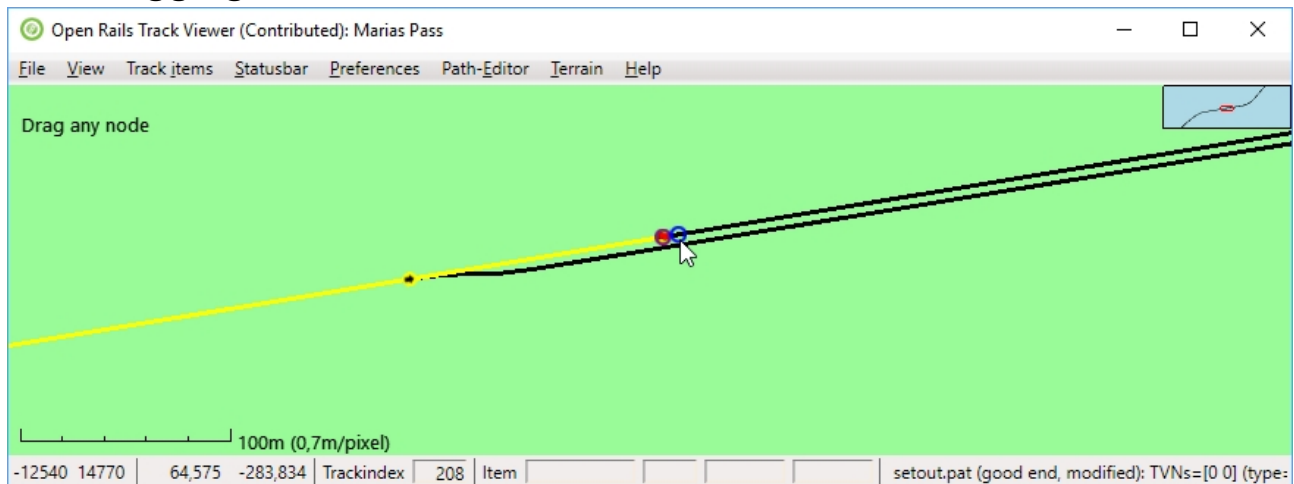 Open Rails Track Viewer (Contributed): Marias Pass
File View Track items Statusbar Preferences Path-Editor Terrain Help
Drag any node
100m (0,7m/pixel)
-12540 14770 64,575 -283,834 Trackindex 208 Item setout.pat (good end, modified): TVNs=[0 0] (type=